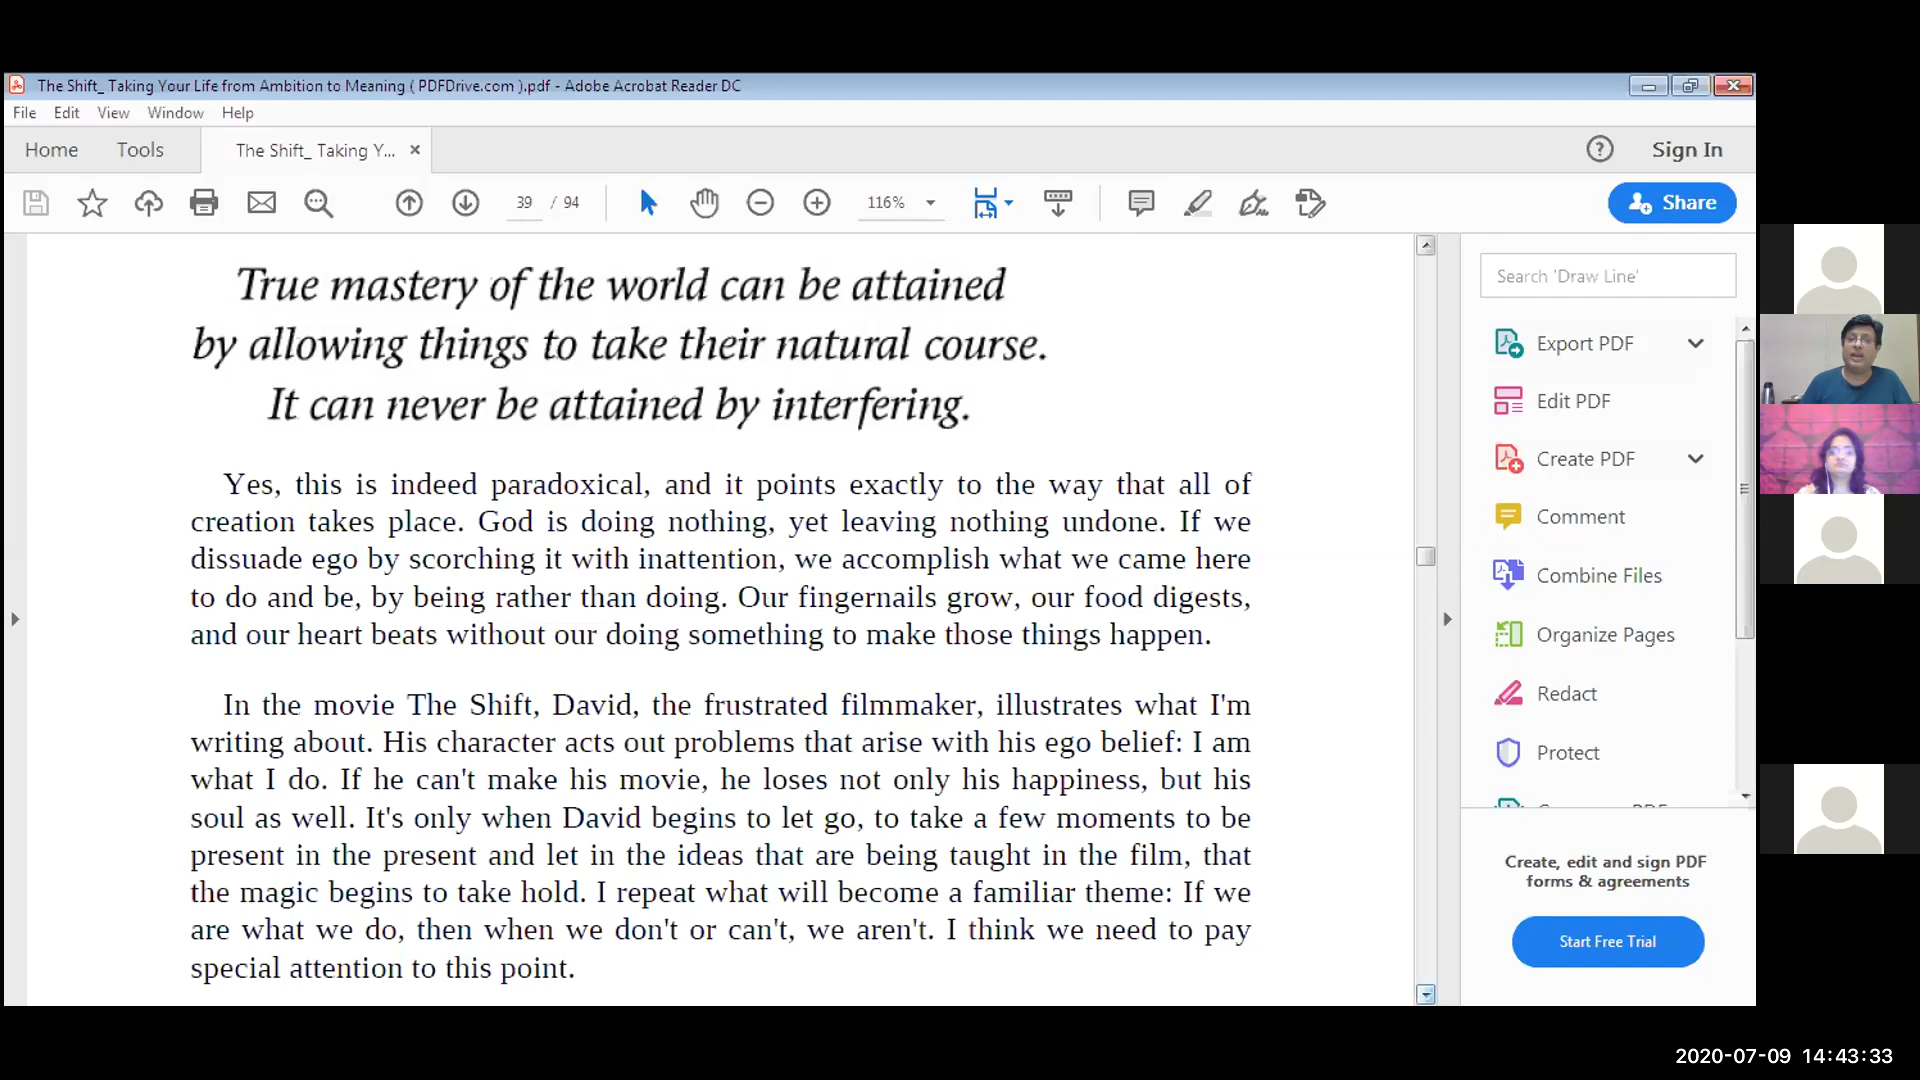 The Shift_ Taking Your Life from Ambition to Meaning ( PDFDrive.com ).pdf - Adobe Acrobat Reader DC
File Edit View Window Help
Home Tools The Shift_ Taking Y... Sign In
39 / 94 116% Share
True mastery of the world can be attained
by allowing things to take their natural course.
It can never be attained by interfering.
Yes, this is indeed paradoxical, and it points exactly to the way that all of
creation takes place. God is doing nothing, yet leaving nothing undone. If we
dissuade ego by scorching it with inattention, we accomplish what we came here
to do and be, by being rather than doing. Our fingernails grow, our food digests,
and our heart beats without our doing something to make those things happen.
In the movie The Shift, David, the frustrated filmmaker, illustrates what I'm
writing about. His character acts out problems that arise with his ego belief: I am
what I do. If he can't make his movie, he loses not only his happiness, but his
soul as well. It's only when David begins to let go, to take a few moments to be
present in the present and let in the ideas that are being taught in the film, that
the magic begins to take hold. I repeat what will become a familiar theme: If we
are what we do, then when we don't or can't, we aren't. I think we need to pay
special attention to this point.
Search 'Draw Line'
Export PDF
Edit PDF
Create PDF
Comment
Combine Files
Organize Pages
Redact
Protect
Create, edit and sign PDF
forms & agreements
Start Free Trial
2020-07-09 14:43:33